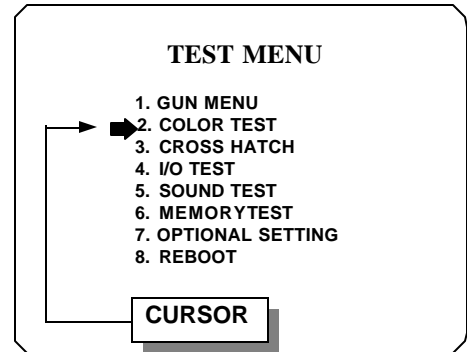 TEST MENU
1. GUN MENU
2. COLOR TEST
3. CROSS HATCH
4. I/O TEST
5. SOUND TEST
6. MEMORYTEST
7. OPTIONAL SETTING
8. REBOOT
CURSOR